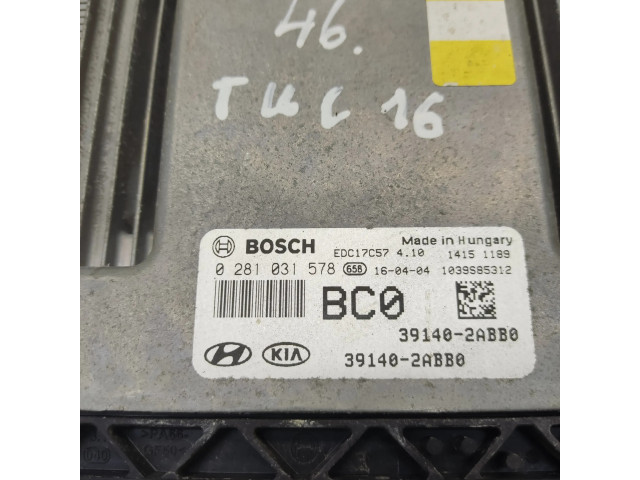 46.
TUC 16
BOSCH EDC17C57 4.10 Made in Hungary 1415 1189
0 281 031 578 65B 16-04-04 1039S85312
BC0
39140-2ABB0
KIA 39140-2ABB0